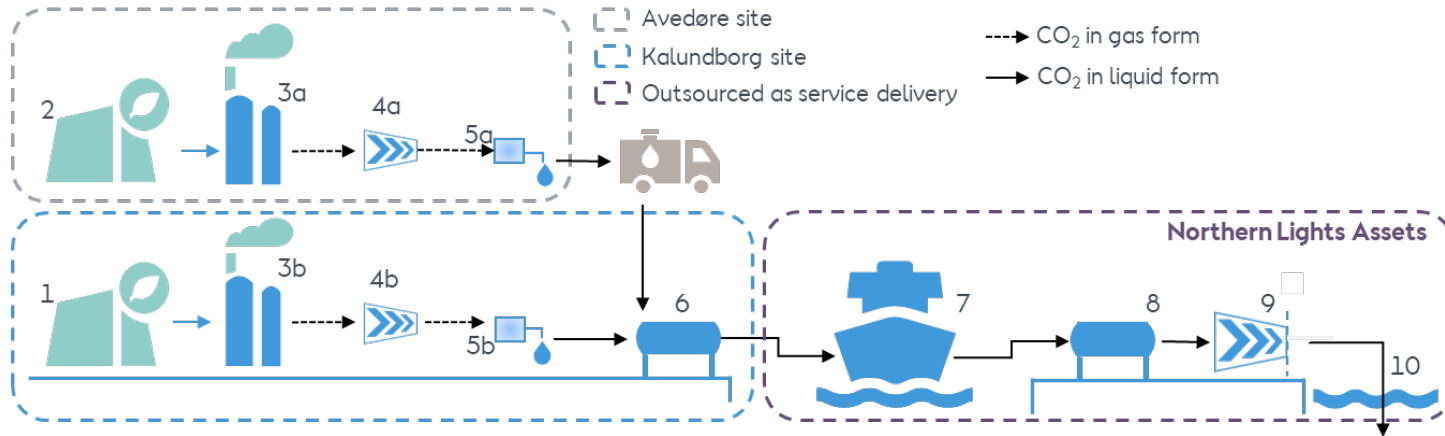 Avedøre site
Kalundborg site
Outsourced as service delivery
CO₂ in gas form
CO₂ in liquid form
2
3a
4a
5a
1
3b
4b
5b
6
Northern Lights Assets
7
8
9
10